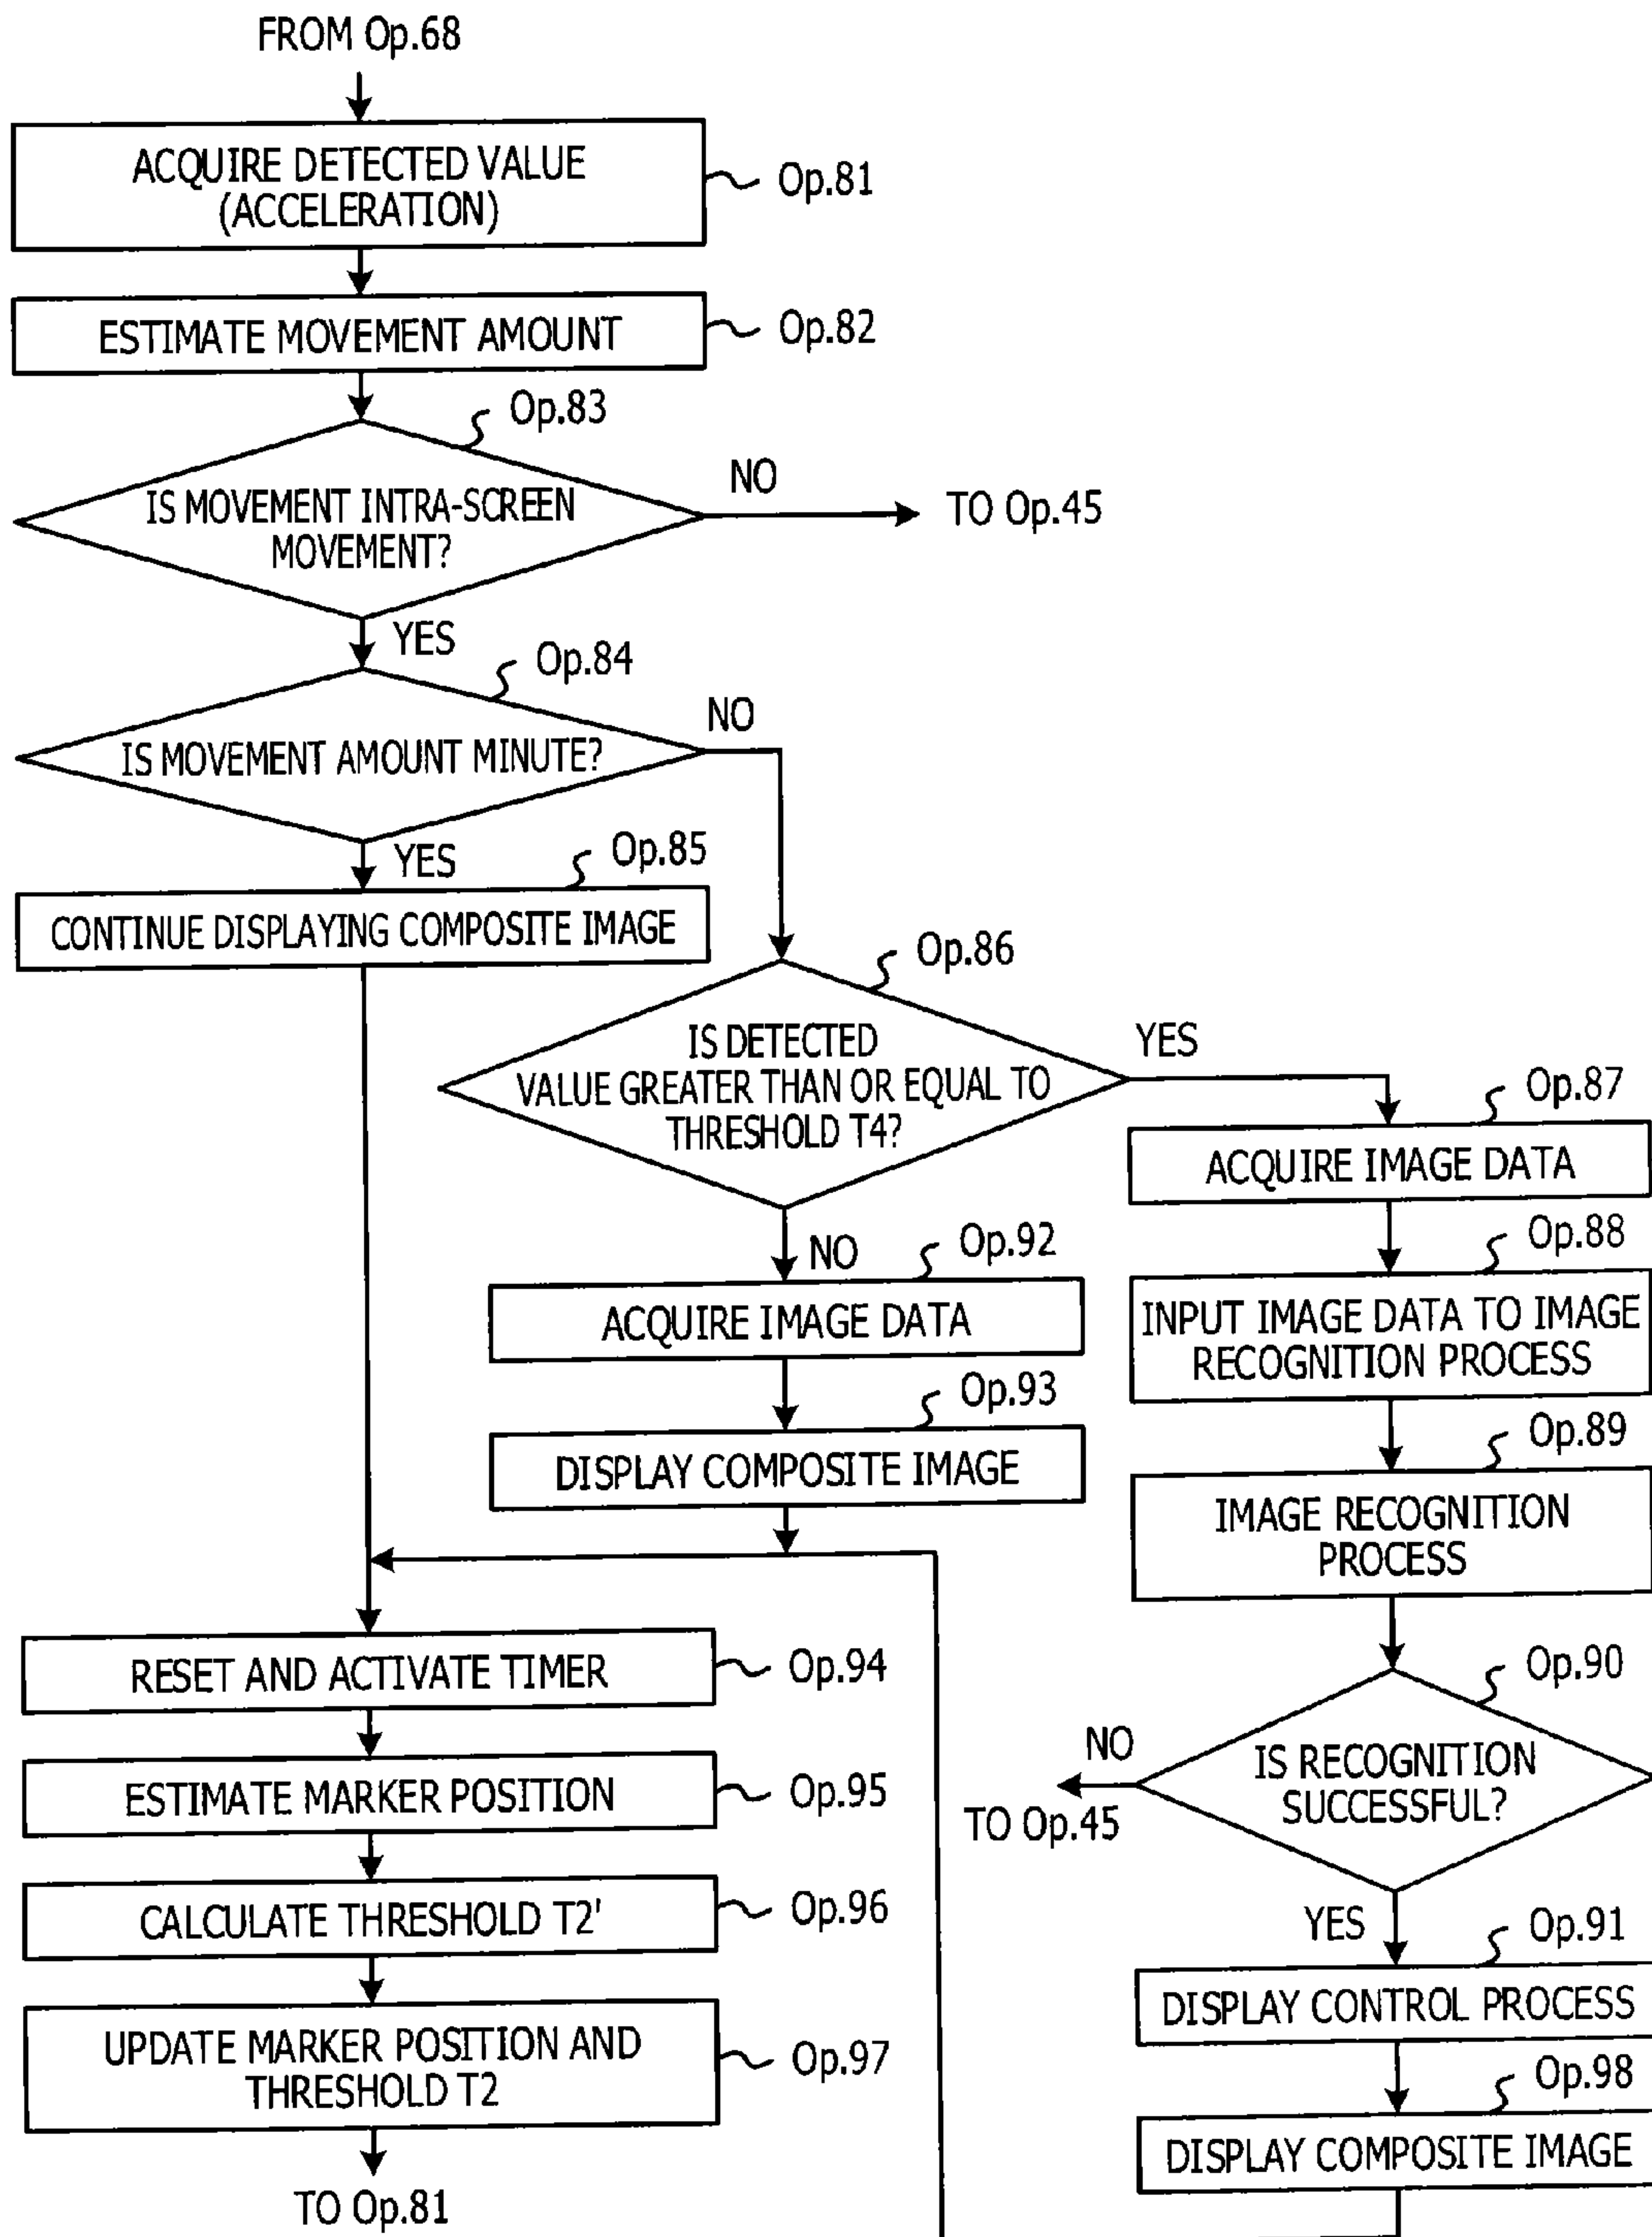 FROM Op.68
ACQUIRE DETECTED VALUE
(ACCELERATION)
Op.81
ESTIMATE MOVEMENT AMOUNT
Op.82
Op.83
IS MOVEMENT INTRA-SCREEN
MOVEMENT?
NO
TO Op.45
YES
Op.84
IS MOVEMENT AMOUNT MINUTE?
NO
YES
Op.85
CONTINUE DISPLAYING COMPOSITE IMAGE
Op.86
IS DETECTED
VALUE GREATER THAN OR EQUAL TO
THRESHOLD T4?
YES
Op.87
ACQUIRE IMAGE DATA
Op.88
INPUT IMAGE DATA TO IMAGE
RECOGNITION PROCESS
Op.89
IMAGE RECOGNITION
PROCESS
Op.90
IS RECOGNITION
SUCCESSFUL?
NO
TO Op.45
YES
Op.91
DISPLAY CONTROL PROCESS
Op.98
DISPLAY COMPOSITE IMAGE
NO
Op.92
ACQUIRE IMAGE DATA
Op.93
DISPLAY COMPOSITE IMAGE
RESET AND ACTIVATE TIMER
Op.94
ESTIMATE MARKER POSITION
Op.95
CALCULATE THRESHOLD T2'
Op.96
UPDATE MARKER POSITION AND
THRESHOLD T2
Op.97
TO Op.81